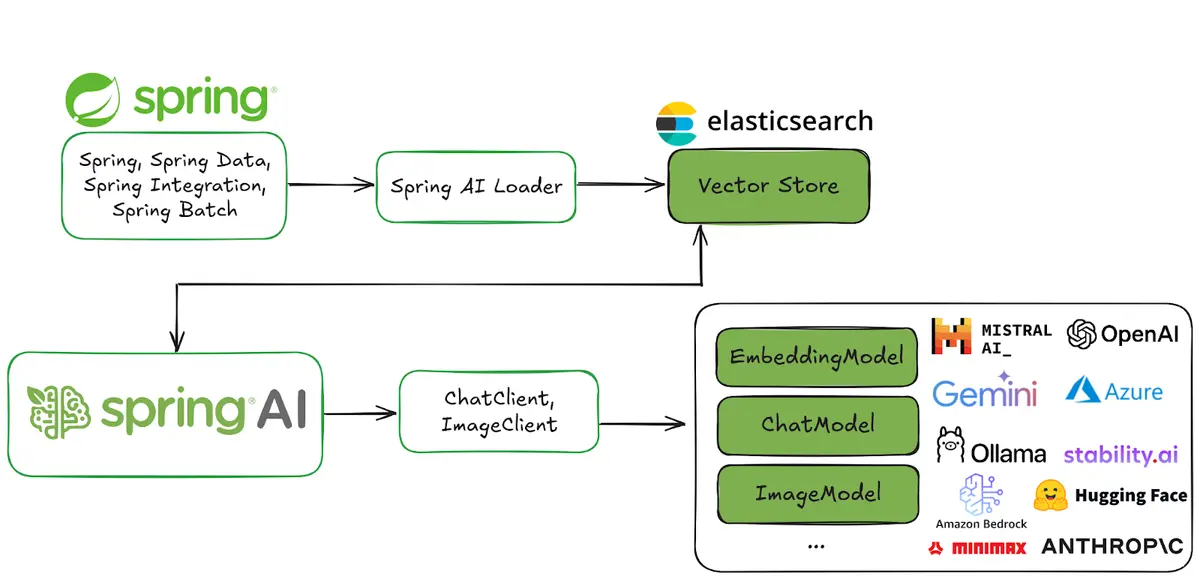 spring®
elasticsearch
Spring, Spring Data,
Spring Integration,
Spring Batch
Spring AI Loader
Vector Store
EmbeddingModel
ChatModel
ImageModel
...
MISTRAL
AI_
OpenAI
Gemini
Azure
Ollama
stability.ai
Amazon Bedrock
Hugging Face
MINIMAX
ANTHROP\C
spring® AI
ChatClient,
ImageClient